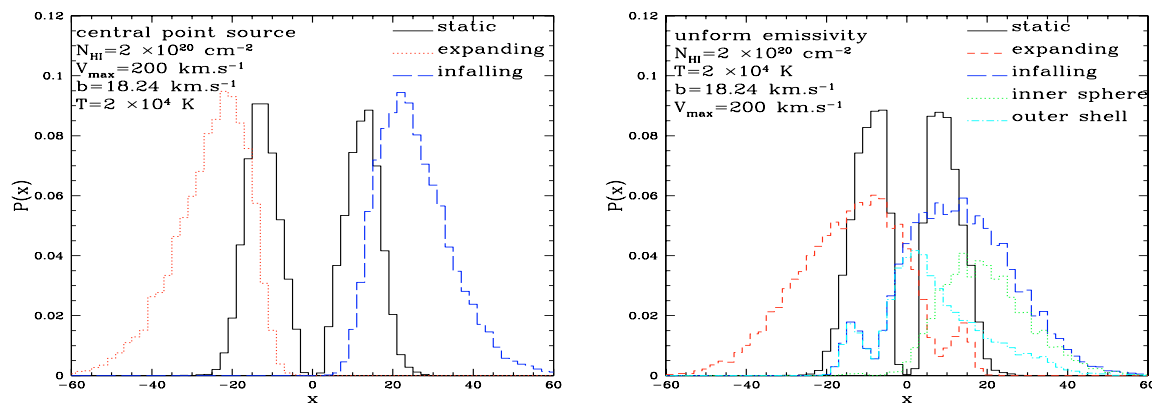 central point source
N_HI=2 ×10^20 cm^-2
V_max=200 km.s^-1
b=18.24 km.s^-1
T=2 ×10^4 K
static
expanding
infalling
0.12
0.1
0.08
0.06
0.04
0.02
0
P(x)
−60 −40 −20 0 20 40 60
x
uniform emissivity
N_HI=2 ×10^20 cm^-2
T=2 ×10^4 K
b=18.24 km.s^-1
V_max=200 km.s^-1
static
expanding
infalling
inner sphere
outer shell
0.12
0.1
0.08
0.06
0.04
0.02
0
P(x)
−60 −40 −20 0 20 40 60
x